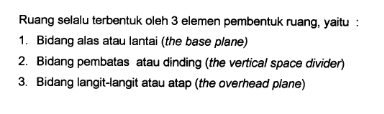 Ruang selalu terbentuk oleh 3 elemen pembentuk ruang, yaitu :
1. Bidang alas atau lantai (the base plane)
2. Bidang pembatas atau dinding (the vertical space divider)
3. Bidang langit-langit atau atap (the overhead plane)